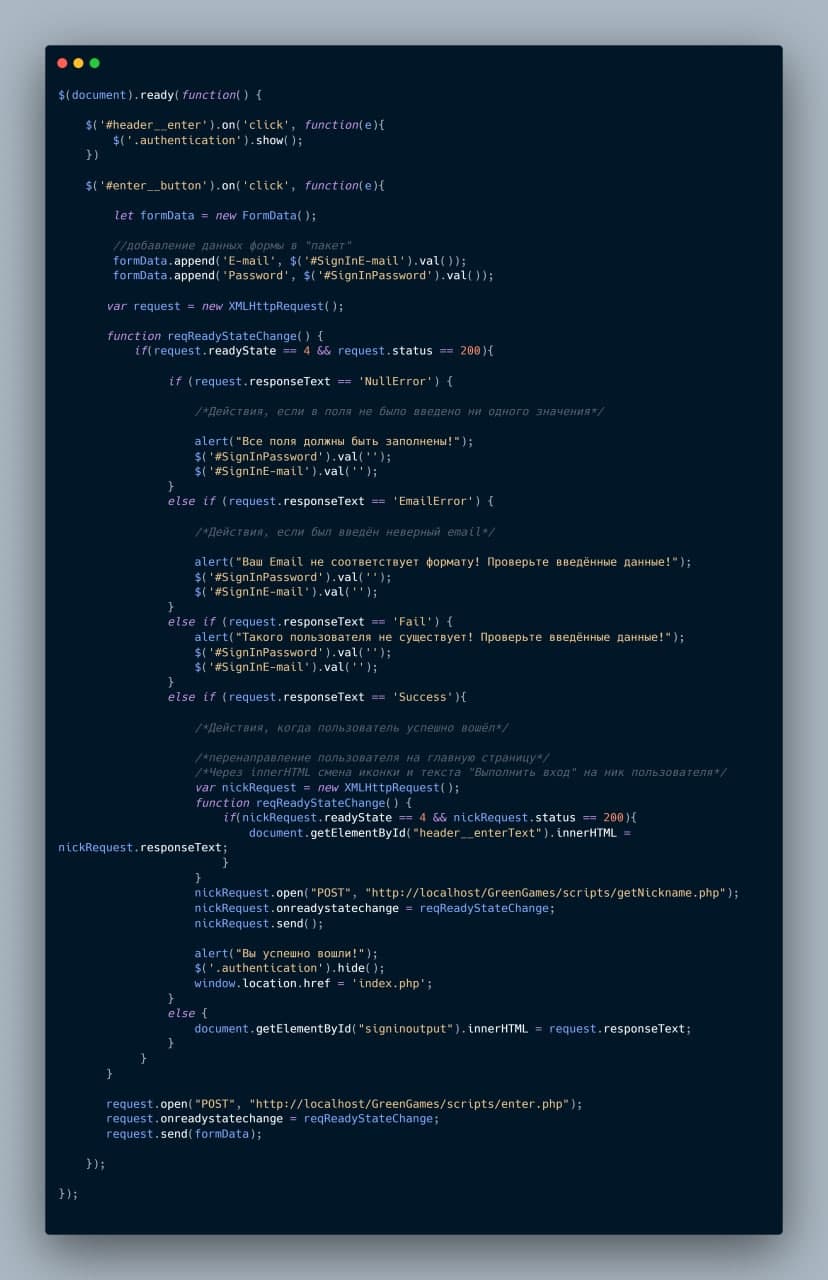 $(document).ready(function() {
$('#header__enter').on('click', function(e){
$('.authentication').show();
})
$('#enter__button').on('click', function(e){
let formData = new FormData();
//добавление данных формы в "пакет"
formData.append('E-mail', $('#SignInE-mail').val());
formData.append('Password', $('#SignInPassword').val());
var request = new XMLHttpRequest();
function reqReadyStateChange() {
if(request.readyState == 4 && request.status == 200){
if (request.responseText == 'NullError') {
/*Действия, если в поля не было введено ни одного значения*/
alert("Все поля должны быть заполнены!");
$('#SignInPassword').val('');
$('#SignInE-mail').val('');
}
else if (request.responseText == 'EmailError') {
/*Действия, если был введён неверный email*/
alert("Ваш Email не соответствует формату! Проверьте введённые данные!");
$('#SignInPassword').val('');
$('#SignInE-mail').val('');
}
else if (request.responseText == 'Fail') {
alert("Такого пользователя не существует! Проверьте введённые данные!");
$('#SignInPassword').val('');
$('#SignInE-mail').val('');
}
else if (request.responseText == 'Success'){
/*Действия, когда пользователь успешно вошёл*/
/*перенаправление пользователя на главную страницу*/
/*Через innerHTML смена иконки и текста "Выполнить вход" на ник пользователя*/
var nickRequest = new XMLHttpRequest();
function reqReadyStateChange() {
if(nickRequest.readyState == 4 && nickRequest.status == 200){
document.getElementById("header__enterText").innerHTML =
nickRequest.responseText;
}
}
nickRequest.open("POST", "http://localhost/GreenGames/scripts/getNickname.php");
nickRequest.onreadystatechange = reqReadyStateChange;
nickRequest.send();
alert("Вы успешно вошли!");
$('.authentication').hide();
window.location.href = 'index.php';
}
else {
document.getElementById("signinoutput").innerHTML = request.responseText;
}
}
}
request.open("POST", "http://localhost/GreenGames/scripts/enter.php");
request.onreadystatechange = reqReadyStateChange;
request.send(formData);
});
});